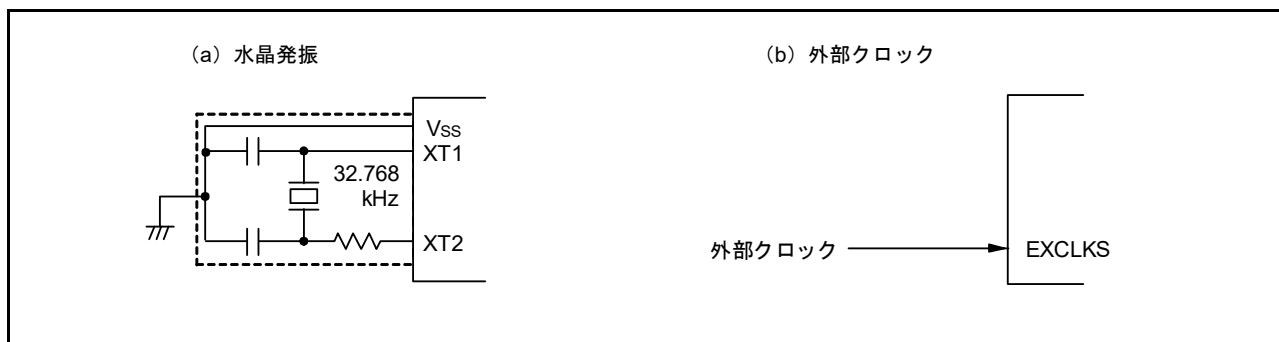 (a) 水晶発振
VSS
XT1
32.768
kHz
XT2
(b) 外部クロック
外部クロック
EXCLKS